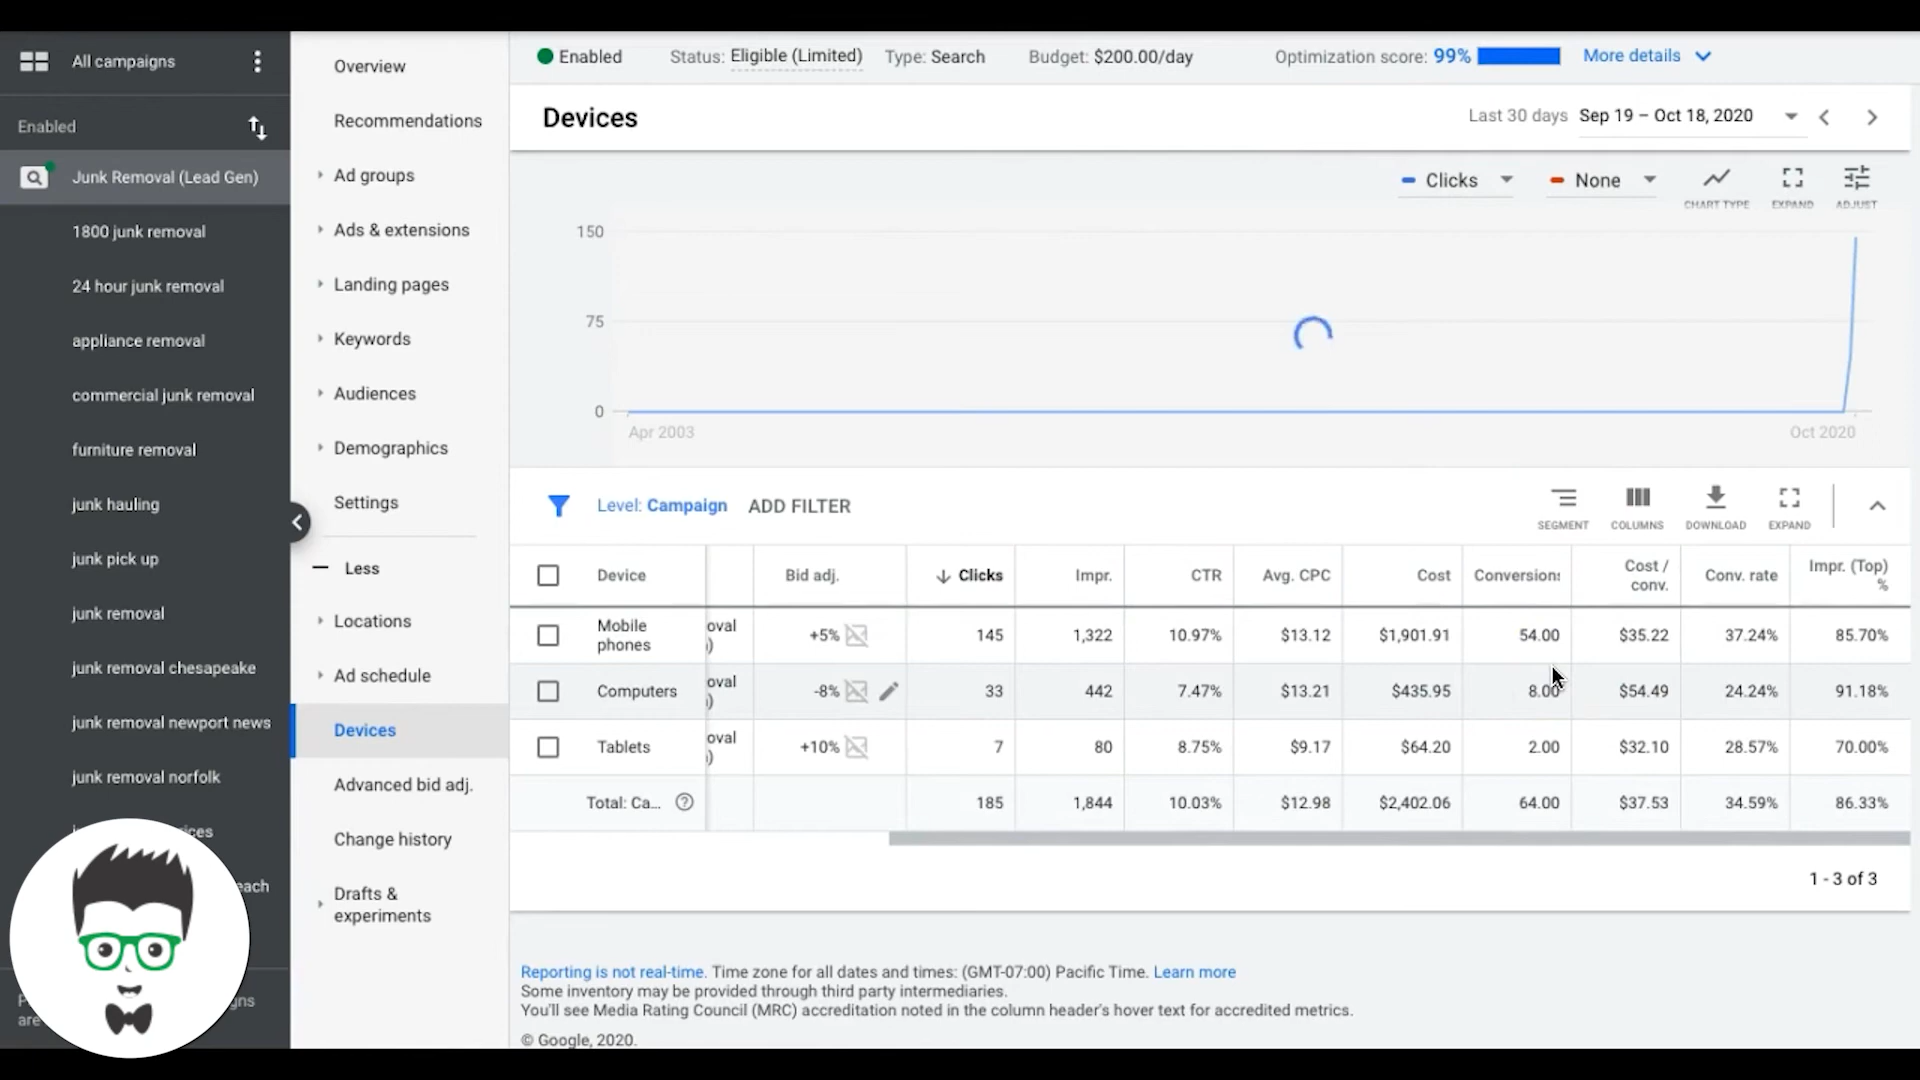 All campaigns
Enabled
Junk Removal (Lead Gen)
1800 junk removal
24 hour junk removal
appliance removal
commercial junk removal
furniture removal
junk hauling
junk pick up
junk removal
junk removal chesapeake
junk removal newport news
junk removal norfolk
Overview
Recommendations
Ad groups
Ads & extensions
Landing pages
Keywords
Audiences
Demographics
Settings
Less
Locations
Ad schedule
Devices
Advanced bid adj.
Change history
Drafts &
experiments
Enabled Status: Eligible (Limited) Type: Search Budget: $200.00/day Optimization score: 99% More details
Devices Last 30 days Sep 19 – Oct 18, 2020
Clicks None CHART TYPE EXPAND ADJUST
150
75
0
Apr 2003 Oct 2020
Level: Campaign ADD FILTER SEGMENT COLUMNS DOWNLOAD EXPAND
Device Bid adj. Clicks Impr. CTR Avg. CPC Cost Conversions Cost / conv. Conv. rate Impr. (Top) %
Mobile phones oval ) +5% 145 1,322 10.97% $13.12 $1,901.91 54.00 $35.22 37.24% 85.70%
Computers oval ) -8% 33 442 7.47% $13.21 $435.95 8.00 $54.49 24.24% 91.18%
Tablets oval ) +10% 7 80 8.75% $9.17 $64.20 2.00 $32.10 28.57% 70.00%
Total: Ca... 185 1,844 10.03% $12.98 $2,402.06 64.00 $37.53 34.59% 86.33%
1 - 3 of 3
Reporting is not real-time. Time zone for all dates and times: (GMT-07:00) Pacific Time. Learn more
Some inventory may be provided through third party intermediaries.
You'll see Media Rating Council (MRC) accreditation noted in the column header's hover text for accredited metrics.
© Google, 2020.